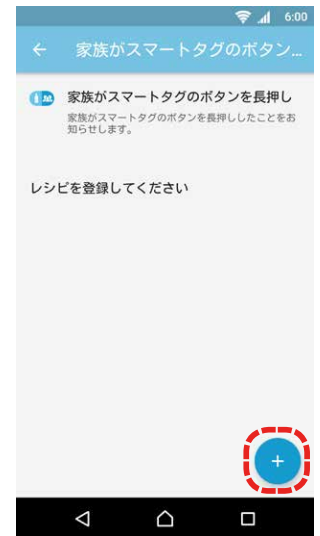 6:00
家族がスマートタグのボタン...
家族がスマートタグのボタンを長押し
家族がスマートタグのボタンを長押ししたことをお
知らせします。
レシピを登録してください
+